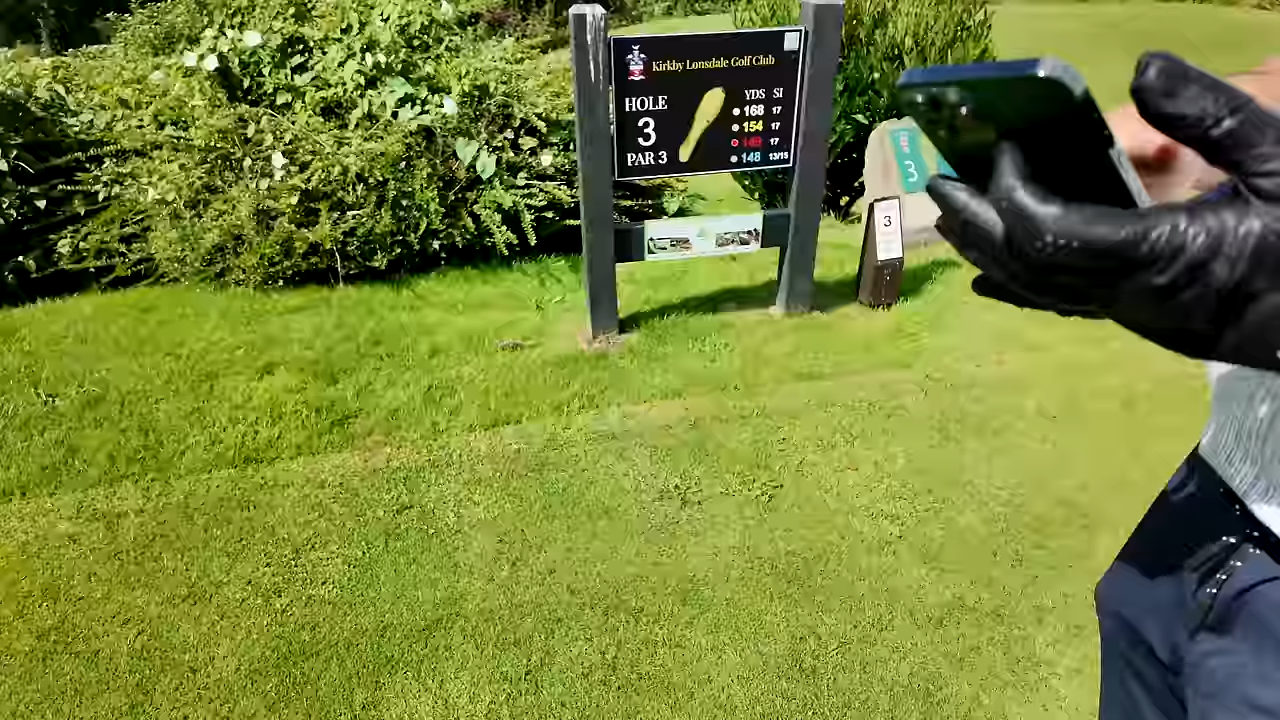 Kirkby Lonsdale Golf Club
HOLE
3
PAR 3
YDS SI
168 17
154 17
17
148 13/15
3
3